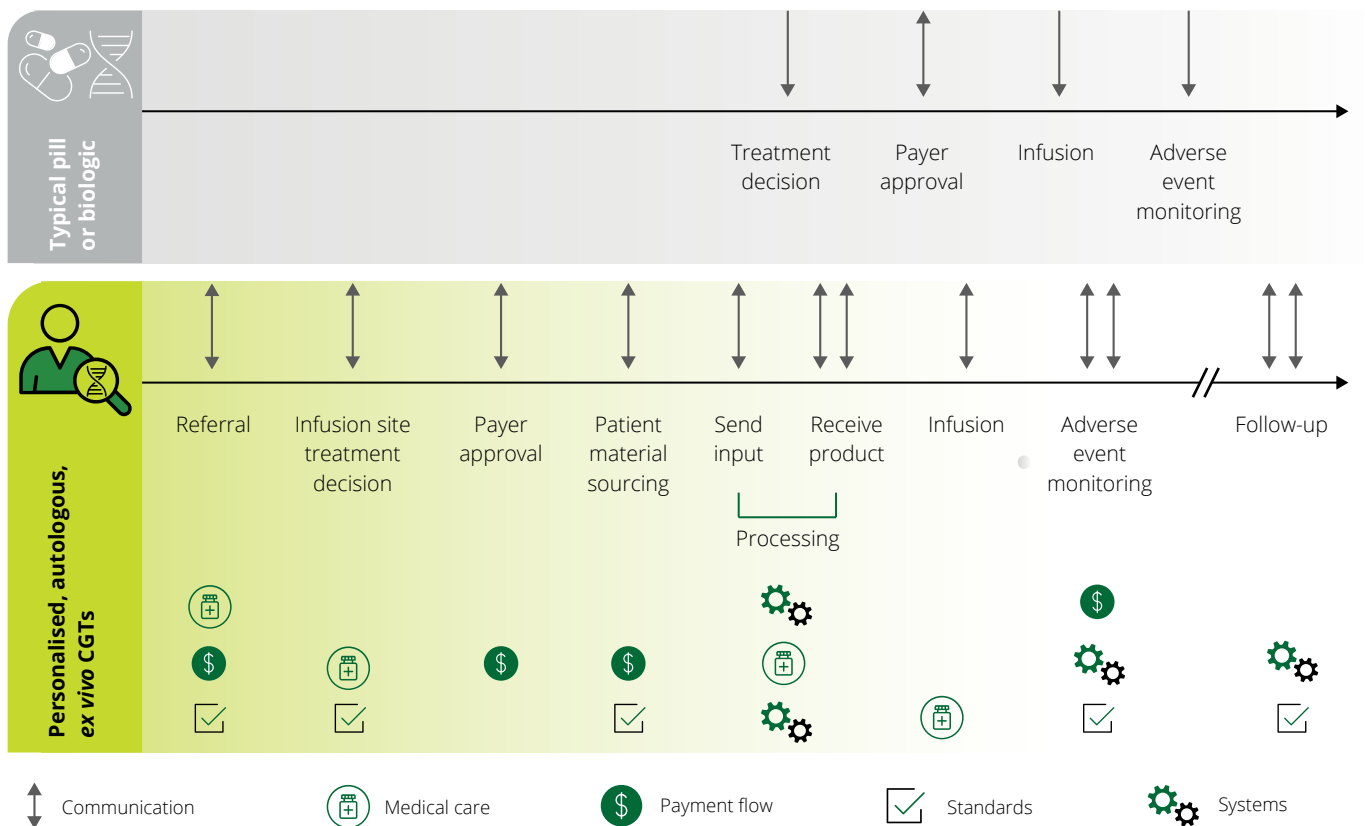 Typical pill
or biologic
Treatment
decision
Payer
approval
Infusion
Adverse
event
monitoring
Personalised, autologous,
ex vivo CGTs
Referral
Infusion site
treatment
decision
Payer
approval
Patient
material
sourcing
Send
input
Receive
product
Processing
Infusion
Adverse
event
monitoring
Follow-up
$
$
$
$
$
Communication
Medical care
$
Payment flow
Standards
Systems